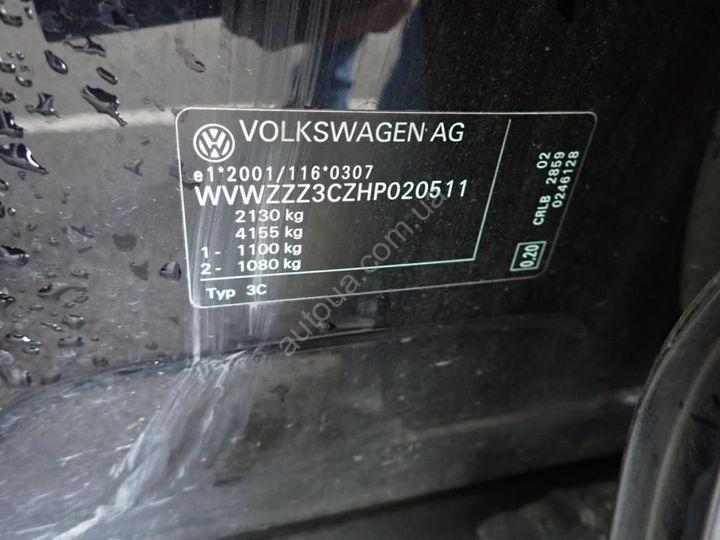 VOLKSWAGEN AG
e1*2001/116*0307
WVWZZZ3CZHP020511
2130 kg
4155 kg
1- 1100 kg
2- 1080 kg
Typ 3C
02
CRLB 2859
0246128
0.20
autoua.com.ua